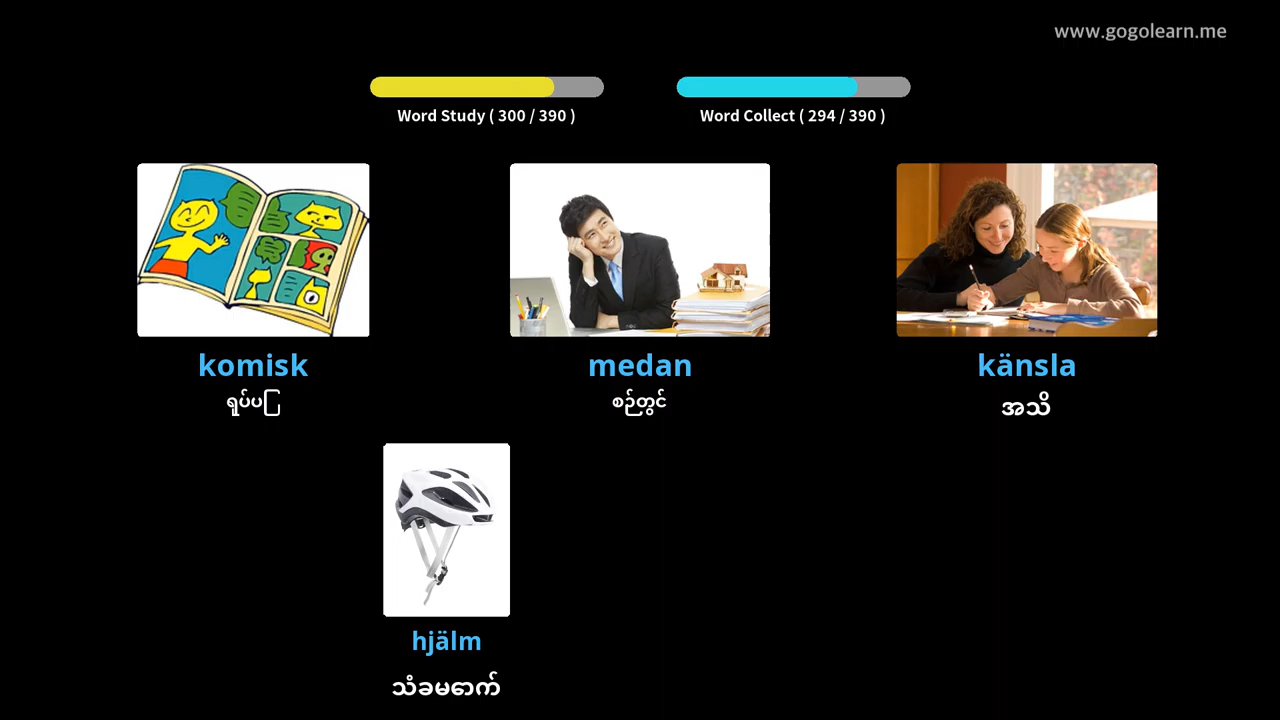 www.gogolearn.me
Word Study ( 300 / 390 )
Word Collect ( 294 / 390 )
komisk
medan
känsla
ရုပ်ပြ
စဉ်တွင်
အသိ
hjälm
သံခမောက်